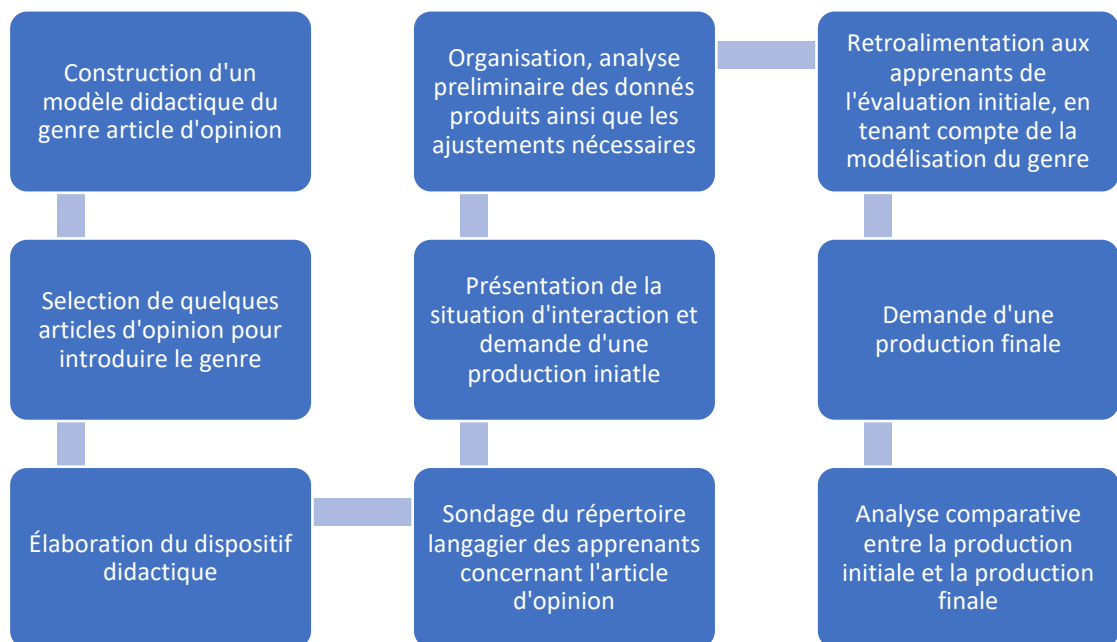 Construction d'un
modèle didactique du
genre article d'opinion
Selection de quelques
articles d'opinion pour
introduire le genre
Élaboration du dispositif
didactique
Sondage du répertoire
langagier des apprenants
concernant l'article
d'opinion
Présentation de la
situation d'interaction et
demande d'une
production iniatle
Organisation, analyse
preliminaire des donnés
produits ainsi que les
ajustements nécessaires
Retroalimentation aux
apprenants de
l'évaluation initiale, en
tenant compte de la
modélisation du genre
Demande d'une
production finale
Analyse comparative
entre la production
initiale et la production
finale